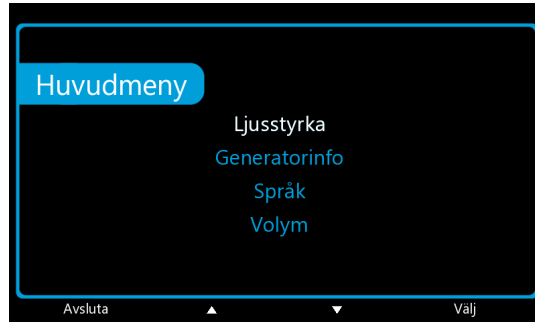 Huvudmeny
Ljusstyrka
Generatorinfo
Språk
Volym
Avsluta ▲ ▼ Välj